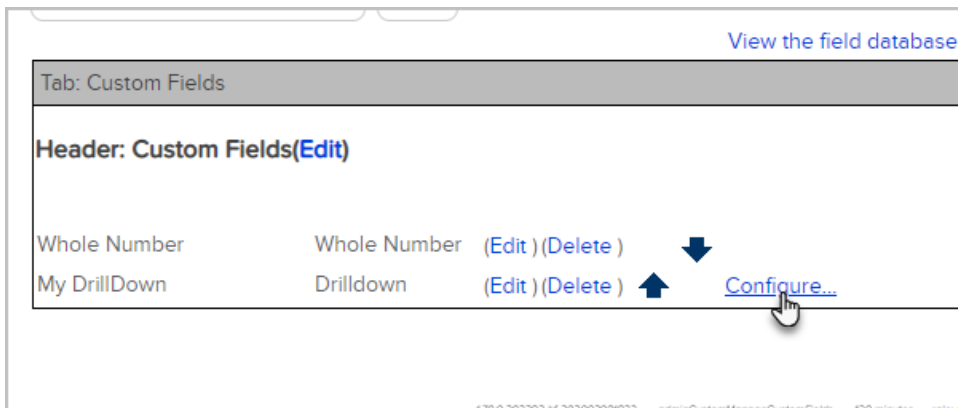 View the field database
Tab: Custom Fields
Header: Custom Fields(Edit)
Whole Number Whole Number (Edit )(Delete )
My DrillDown Drilldown (Edit )(Delete ) Configure...